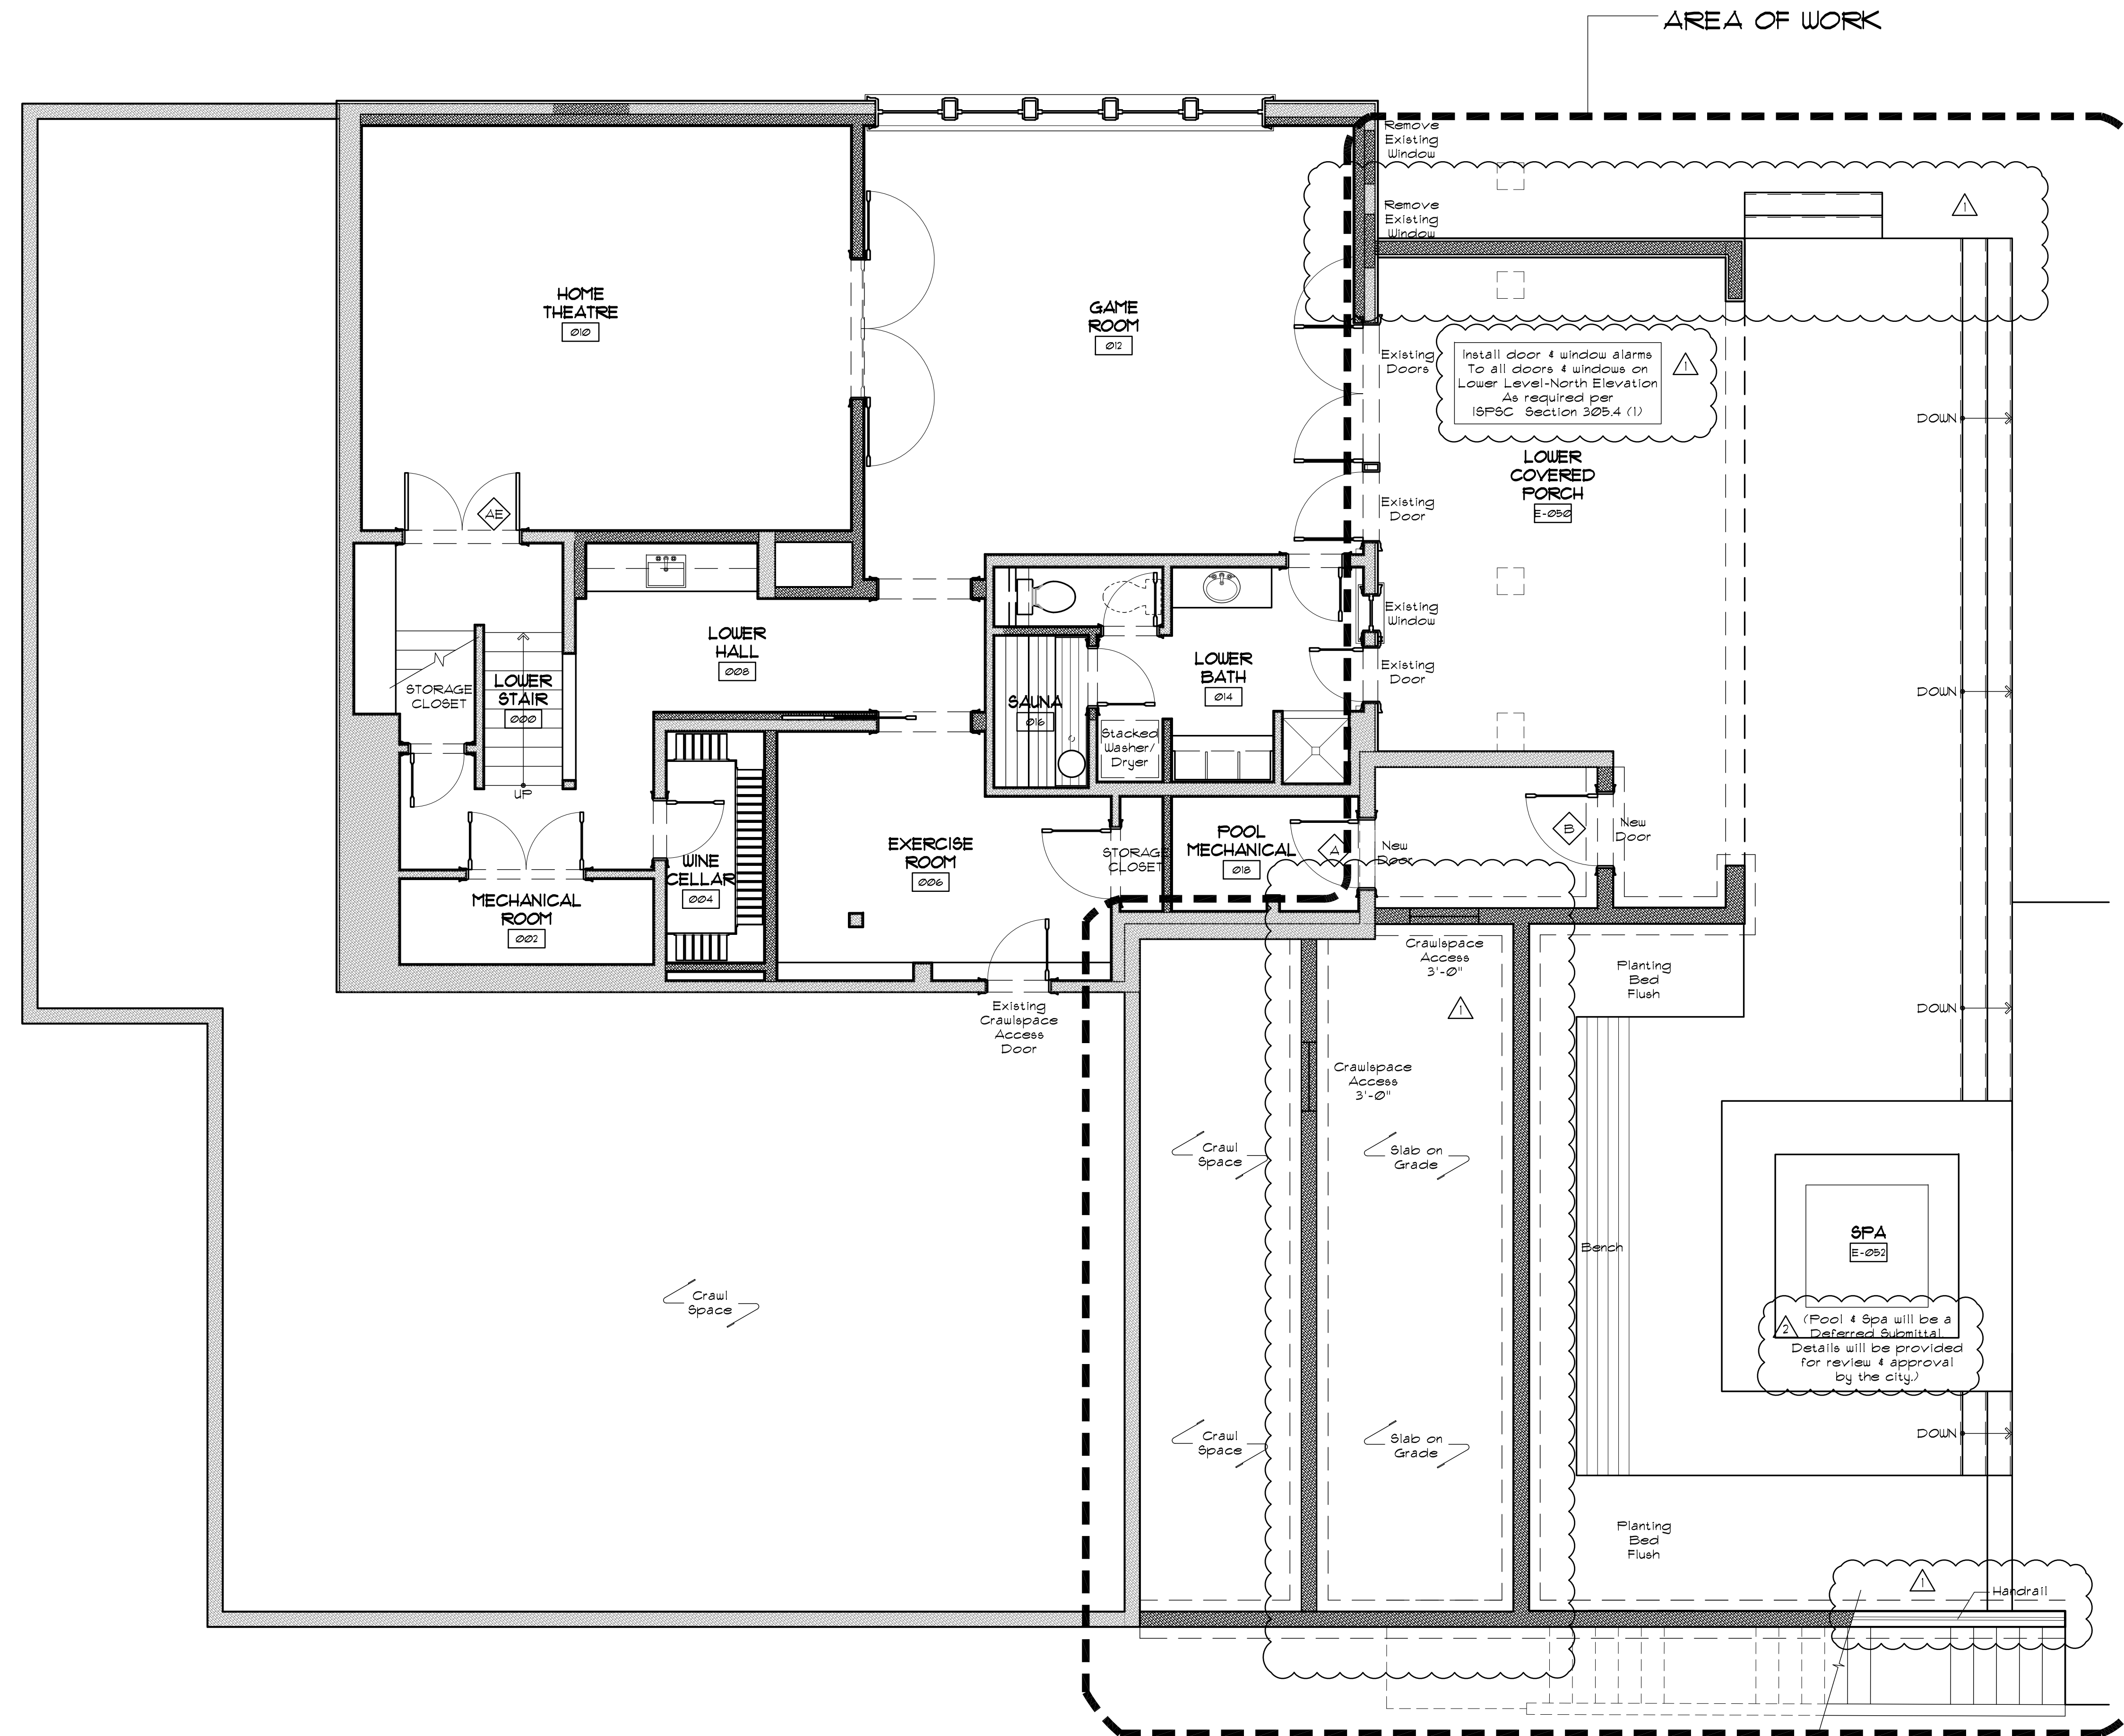 AREA OF WORK
Remove
Existing
Window
Remove
Existing
Window
1
HOME
THEATRE
010
GAME
ROOM
012
Existing
Doors
Install door & window alarms
To all doors & windows on
Lower Level-North Elevation
As required per
ISPSC Section 305.4 (1)
1
DOWN
LOWER
COVERED
PORCH
E-050
AE
Existing
Door
Existing
Window
LOWER
HALL
008
LOWER
BATH
014
Existing
Door
STORAGE
CLOSET
LOWER
STAIR
000
SAUNA
016
DOWN
Stacked
Washer/
Dryer
UP
EXERCISE
ROOM
006
STORAGE
CLOSET
POOL
MECHANICAL
018
A
New
Door
B
New
Door
WINE
CELLAR
004
MECHANICAL
ROOM
002
Crawlspace
Access
3'-0"
Planting
Bed
Flush
Existing
Crawlspace
Access
Door
1
DOWN
Crawlspace
Access
3'-0"
Crawl
Space
Slab on
Grade
SPA
E-052
Bench
Crawl
Space
2
(Pool & Spa will be a
Deferred Submittal.
Details will be provided
for review & approval
by the city.)
Crawl
Space
Slab on
Grade
DOWN
Planting
Bed
Flush
1
Handrail